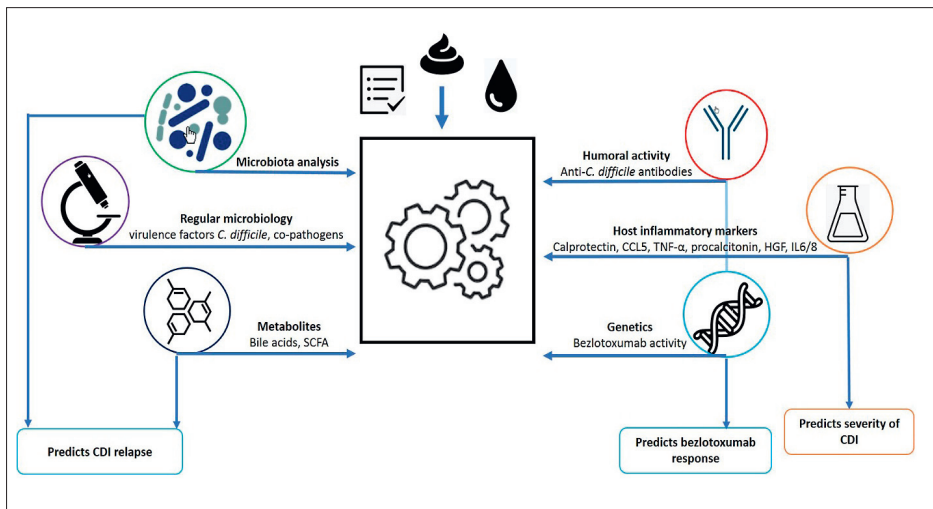 Microbiota analysis
Regular microbiology
virulence factors C. difficile, co-pathogens
Metabolites
Bile acids, SCFA
Humoral activity
Anti-C. difficile antibodies
Host inflammatory markers
Calprotectin, CCL5, TNF-α, procalcitonin, HGF, IL6/8
Genetics
Bezlotoxumab activity
Predicts CDI relapse
Predicts bezlotoxumab
response
Predicts severity of
CDI